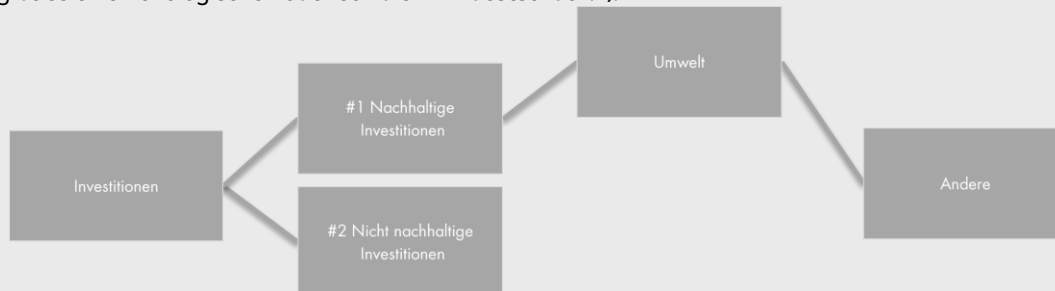 Umwelt
#1 Nachhaltige
Investitionen
Investitionen
Andere
#2 Nicht nachhaltige
Investitionen